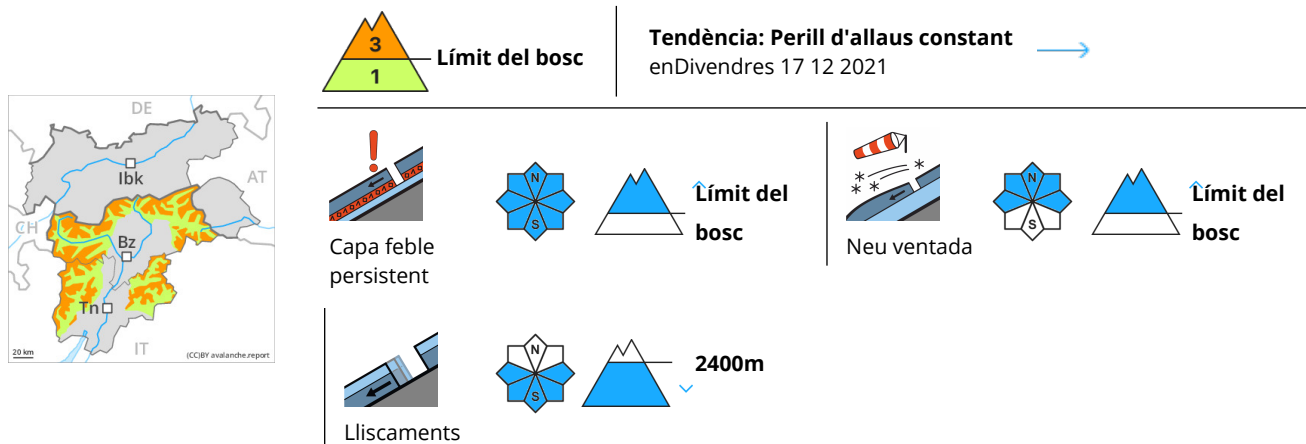 3
1
Límit del bosc
Tendència: Perill d'allaus constant
enDivendres 17 12 2021
DE
AT
CH
IT
Ibk
Bz
Tn
20 km
(CC)BY avalanche.report
N
S
Límit del
bosc
Capa feble
persistent
N
S
Límit del
bosc
Neu ventada
N
S
2400m
Lliscaments